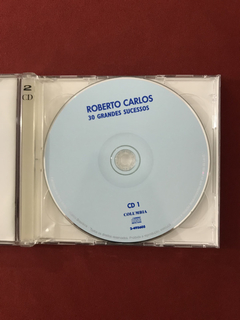 2
CD
ROBERTO CARLOS
30 GRANDES SUCESSOS
CD 1
COLUMBIA